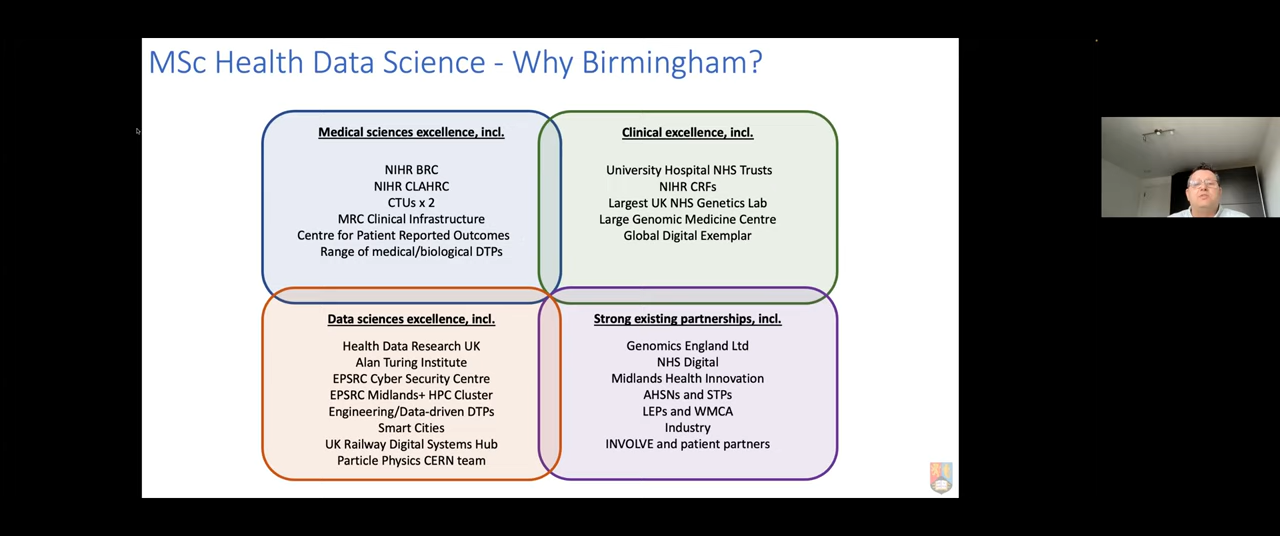 MSc Health Data Science - Why Birmingham?
Medical sciences excellence, incl.
NIHR BRC
NIHR CLAHRC
CTUs x 2
MRC Clinical Infrastructure
Centre for Patient Reported Outcomes
Range of medical/biological DTPs
Clinical excellence, incl.
University Hospital NHS Trusts
NIHR CRFs
Largest UK NHS Genetics Lab
Large Genomic Medicine Centre
Global Digital Exemplar
Data sciences excellence, incl.
Health Data Research UK
Alan Turing Institute
EPSRC Cyber Security Centre
EPSRC Midlands+ HPC Cluster
Engineering/Data-driven DTPs
Smart Cities
UK Railway Digital Systems Hub
Particle Physics CERN team
Strong existing partnerships, incl.
Genomics England Ltd
NHS Digital
Midlands Health Innovation
AHSNs and STPs
LEPs and WMCA
Industry
INVOLVE and patient partners